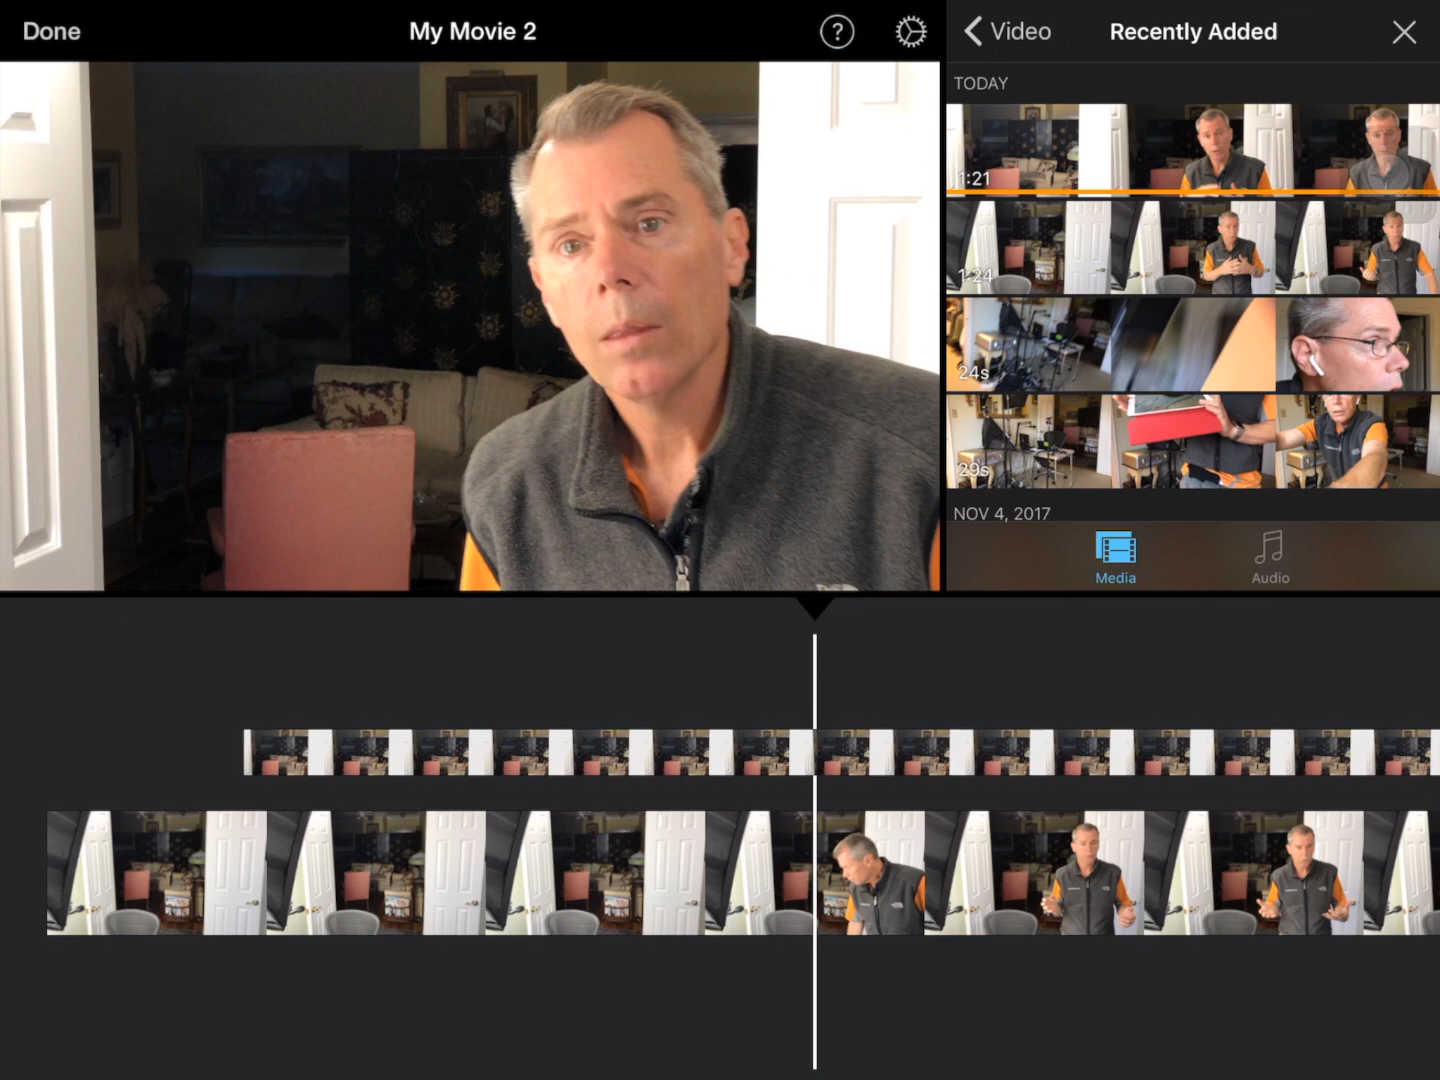 Done
My Movie 2
?
Video
Recently Added
TODAY
1:21
1:24
24s
29s
NOV 4, 2017
Media
Audio